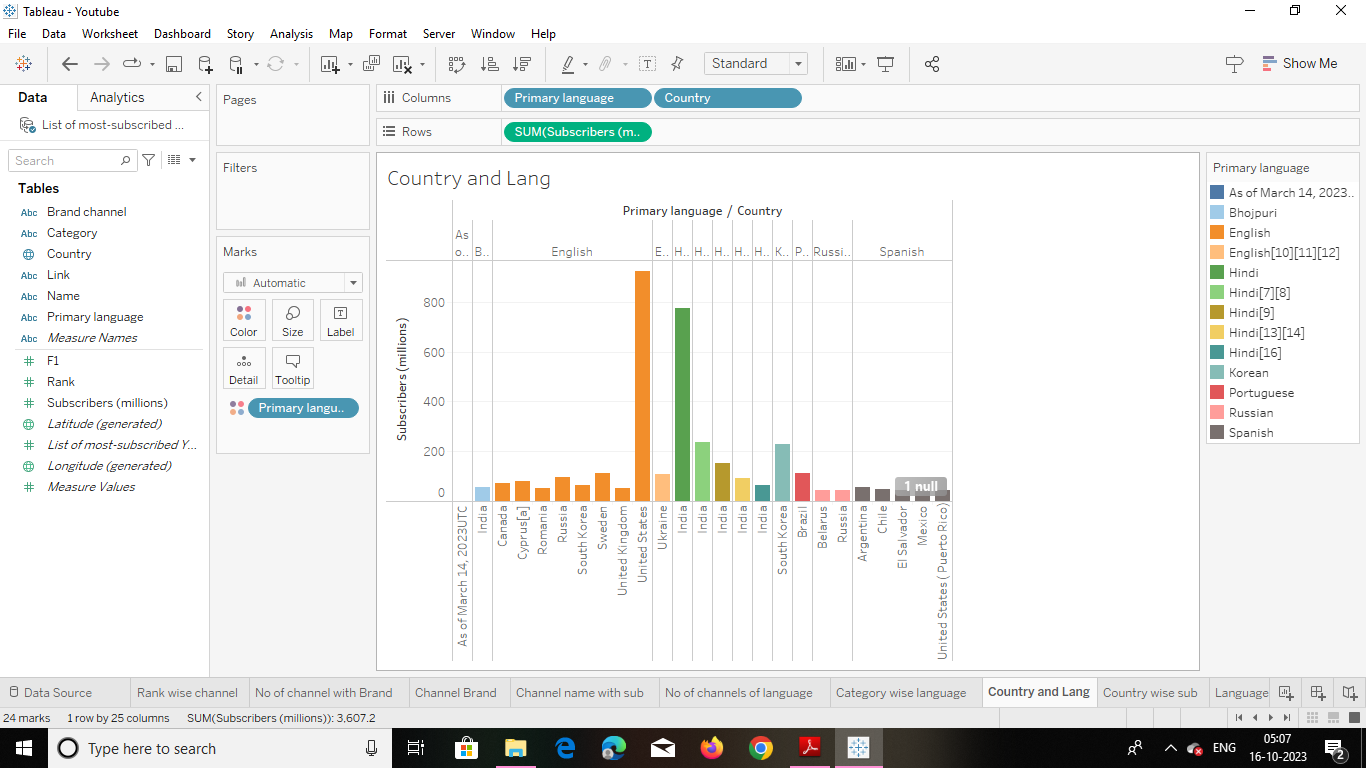 Tableau - Youtube
File Data Worksheet Dashboard Story Analysis Map Format Server Window Help
Standard
Show Me
Data Analytics
List of most-subscribed ...
Search
Tables
Abc Brand channel
Abc Category
Country
Abc Link
Abc Name
Abc Primary language
Abc Measure Names
F1
Rank
Subscribers (millions)
Latitude (generated)
List of most-subscribed Y...
Longitude (generated)
Measure Values
Pages
Filters
Marks
Automatic
Color Size Label
Detail Tooltip
Primary langu..
Columns Primary language Country
Rows SUM(Subscribers (m..
Country and Lang
Primary language / Country
As o.. B.. English E.. H.. H.. H.. H.. H.. K.. P.. Russi.. Spanish
Subscribers (millions)
800
600
400
200
0
1 null
As of March 14, 2023UTC
India
Canada
Cyprus[a]
Romania
Russia
South Korea
Sweden
United Kingdom
United States
Ukraine
India
India
India
India
India
South Korea
Brazil
Belarus
Russia
Argentina
Chile
El Salvador
Mexico
United States ( Puerto Rico)
Primary language
As of March 14, 2023..
Bhojpuri
English
English[10][11][12]
Hindi
Hindi[7][8]
Hindi[9]
Hindi[13][14]
Hindi[16]
Korean
Portuguese
Russian
Spanish
Data Source Rank wise channel No of channel with Brand Channel Brand Channel name with sub No of channels of language Category wise language Country and Lang Country wise sub Language
24 marks 1 row by 25 columns SUM(Subscribers (millions)): 3,607.2
Type here to search
ENG
05:07
16-10-2023
2